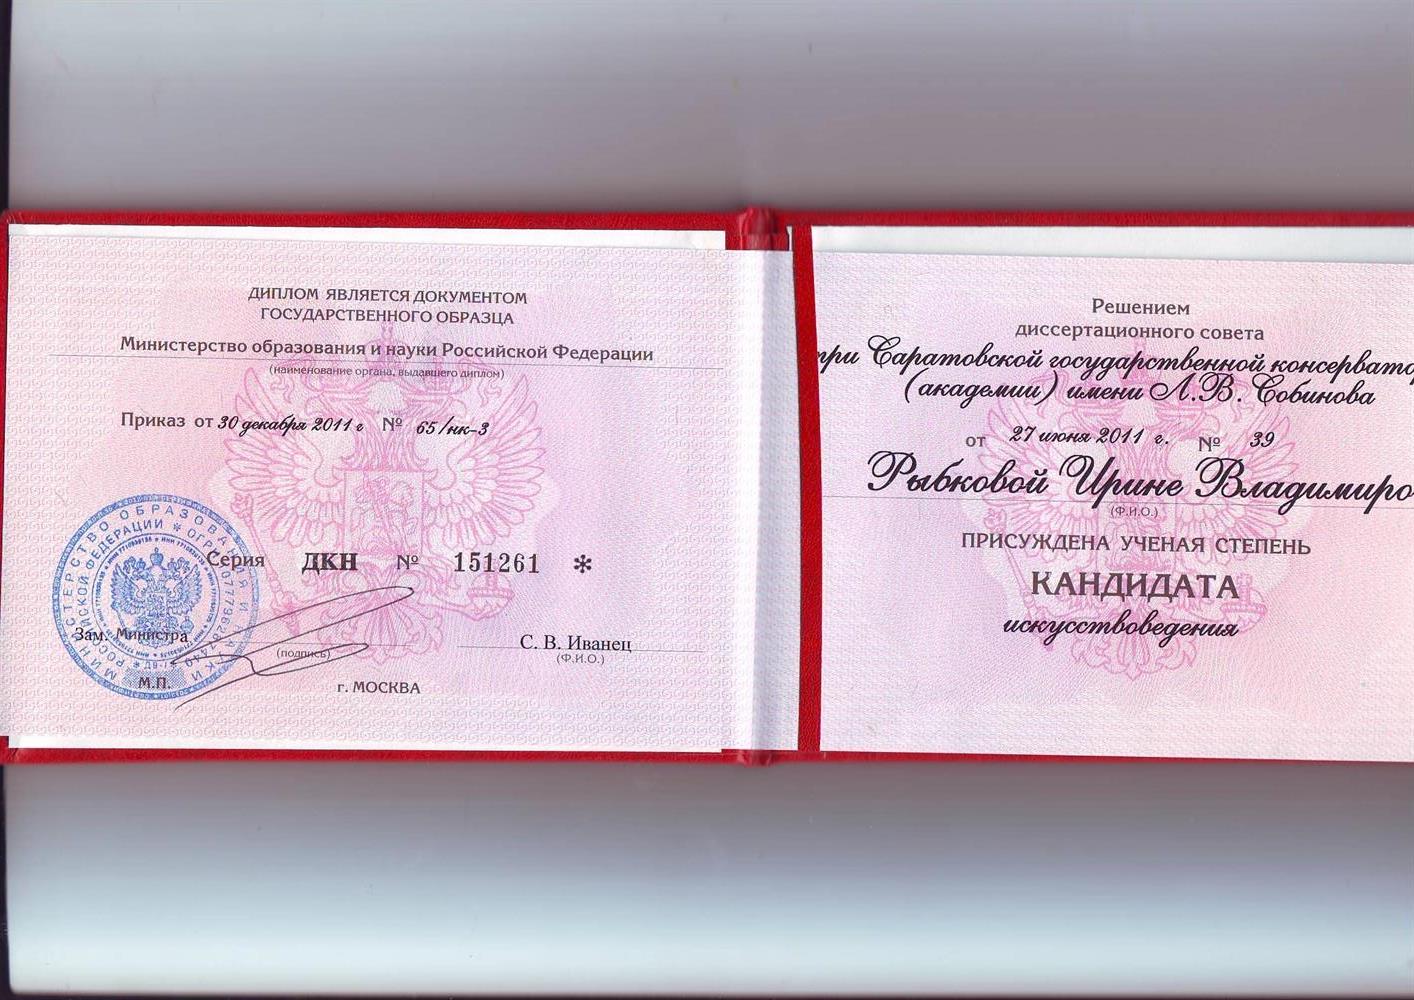 ДИПЛОМ ЯВЛЯЕТСЯ ДОКУМЕНТОМ
ГОСУДАРСТВЕННОГО ОБРАЗЦА
Министерство образования и науки Российской Федерации
(наименование органа, выдавшего диплом)
Приказ от 30 декабря 2011 г № 65/нк-3
Серия ДКН № 151261 *
Зам. Министра
С. В. Иванец
(подпись)
(Ф.И.О.)
М.П.
г. МОСКВА
Решением
диссертационного совета
при Саратовской государственной консервато
(академии) имени Л.В. Собинова
от 27 июня 2011 г. № 39
Рыбковой Ирине Владимиро
(Ф.И.О.)
ПРИСУЖДЕНА УЧЕНАЯ СТЕПЕНЬ
КАНДИДАТА
искусствоведения